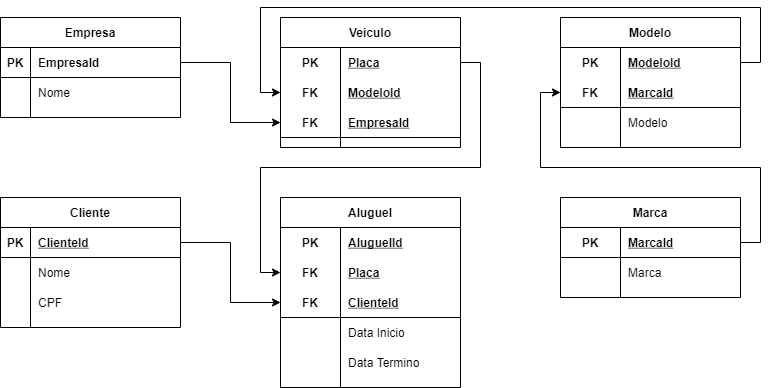 Empresa
PK EmpresaId
Nome
Veiculo
PK Placa
FK ModeloId
FK EmpresaId
Modelo
PK ModeloId
FK MarcaId
Modelo
Cliente
PK ClienteId
Nome
CPF
Aluguel
PK AluguelId
FK Placa
FK ClienteId
Data Inicio
Data Termino
Marca
PK MarcaId
Marca